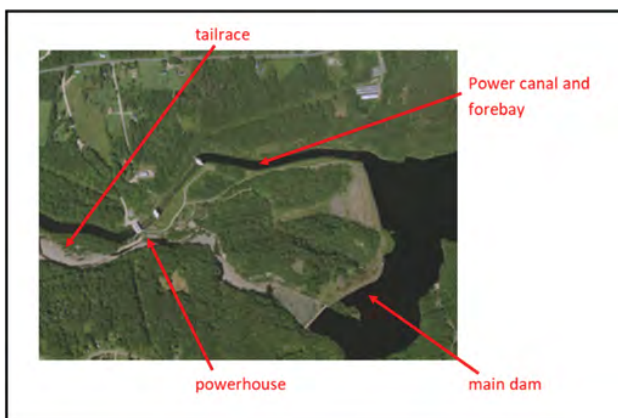 tailrace
Power canal and
forebay
powerhouse
main dam